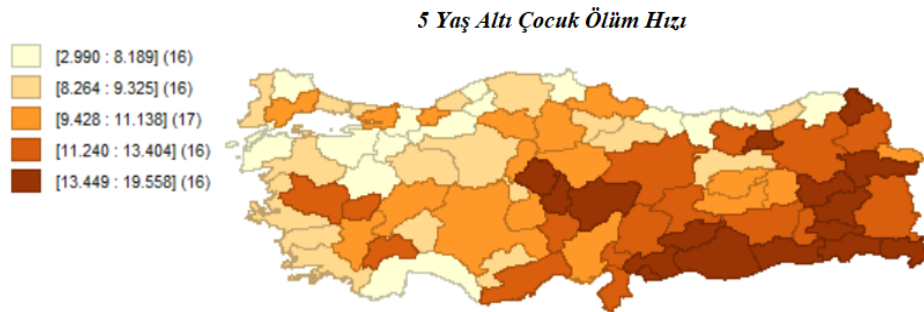 5 Yaş Altı Çocuk Ölüm Hızı
[2.990 : 8.189] (16)
[8.264 : 9.325] (16)
[9.428 : 11.138] (17)
[11.240 : 13.404] (16)
[13.449 : 19.558] (16)